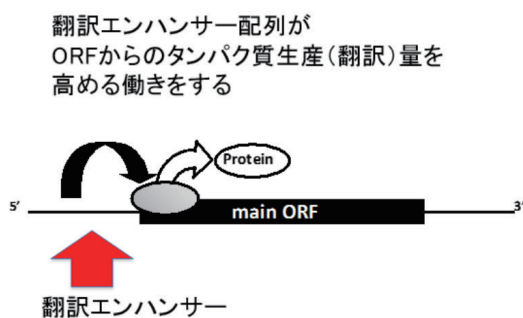 翻訳エンハンサー配列が
ORFからのタンパク質生産(翻訳)量を
高める働きをする
Protein
5′
main ORF
3′
翻訳エンハンサー